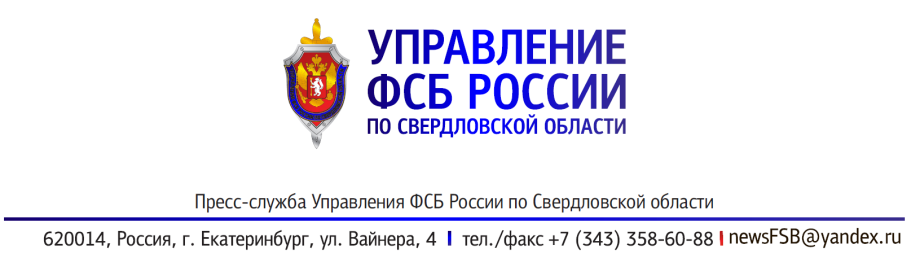 УПРАВЛЕНИЕ
ФСБ РОССИИ
ПО СВЕРДЛОВСКОЙ ОБЛАСТИ
Пресс-служба Управления ФСБ России по Свердловской области
620014, Россия, г. Екатеринбург, ул. Вайнера, 4 | тел./факс +7 (343) 358-60-88 | newsFSB@yandex.ru